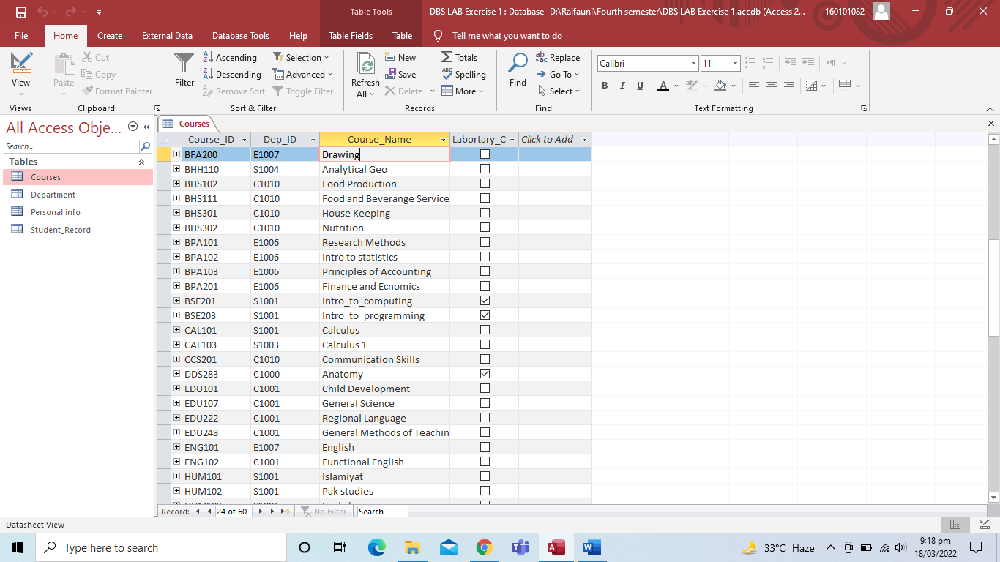 Table Tools DBS LAB Exercise 1 : Database- D:\Raifauni\Fourth semester\DBS LAB Exercise 1.accdb (Access 2... 160101082
File Home Create External Data Database Tools Help Table Fields Table Tell me what you want to do
View Paste Cut Copy Format Painter Filter Ascending Descending Remove Sort Selection Advanced Toggle Filter Refresh All New Save Delete Totals Spelling More Find Replace Go To Select Calibri 11 B I U A
Views Clipboard Sort & Filter Records Find Text Formatting
All Access Obje... «
Search...
Tables
Courses
Department
Personal info
Student_Record
Courses
Course_ID Dep_ID Course_Name Labortary_C Click to Add
BFA200 E1007 Drawing
BHH110 S1004 Analytical Geo
BHS102 C1010 Food Production
BHS111 C1010 Food and Beverange Service
BHS301 C1010 House Keeping
BHS302 C1010 Nutrition
BPA101 E1006 Research Methods
BPA102 E1006 Intro to statistics
BPA103 E1006 Principles of Accounting
BPA201 E1006 Finance and Ecnomics
BSE201 S1001 Intro_to_computing
BSE203 S1001 Intro_to_programming
CAL101 S1001 Calculus
CAL103 S1003 Calculus 1
CCS201 C1010 Communication Skills
DDS283 C1000 Anatomy
EDU101 C1001 Child Development
EDU107 C1001 General Science
EDU222 C1001 Regional Language
EDU248 C1001 General Methods of Teachin
ENG101 E1007 English
ENG102 C1001 Functional English
HUM101 S1001 Islamiyat
HUM102 S1001 Pak studies
Record: 24 of 60 No Filter Search
Datasheet View
Type here to search 33°C Haze 9:18 pm
18/03/2022